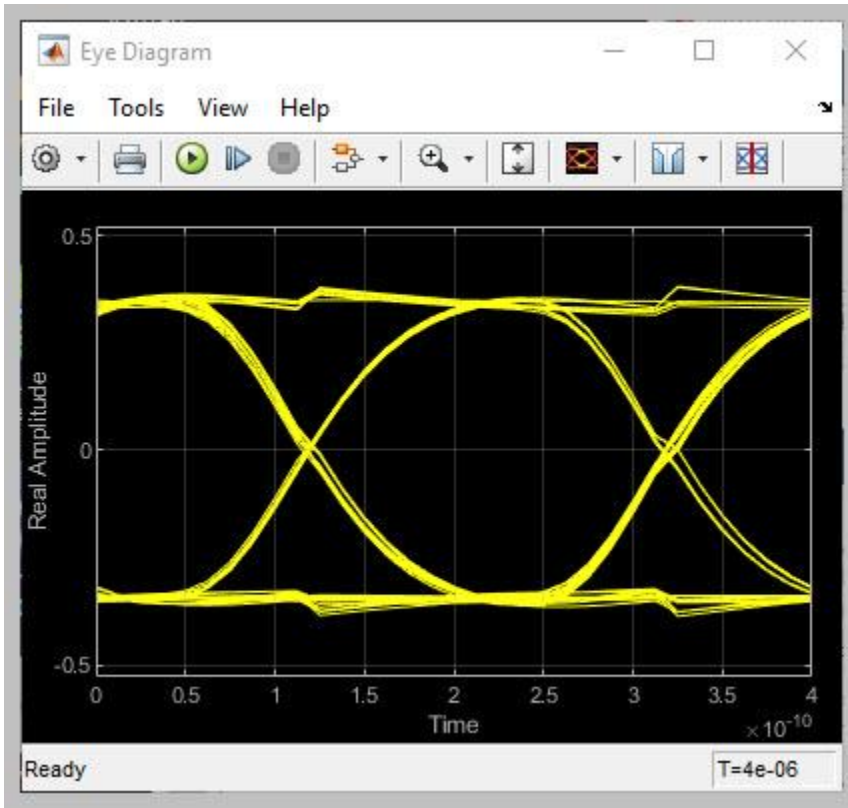 Eye Diagram
File Tools View Help
0.5
0
-0.5
Real Amplitude
0 0.5 1 1.5 2 2.5 3 3.5 4
Time
×10-10
Ready T=4e-06